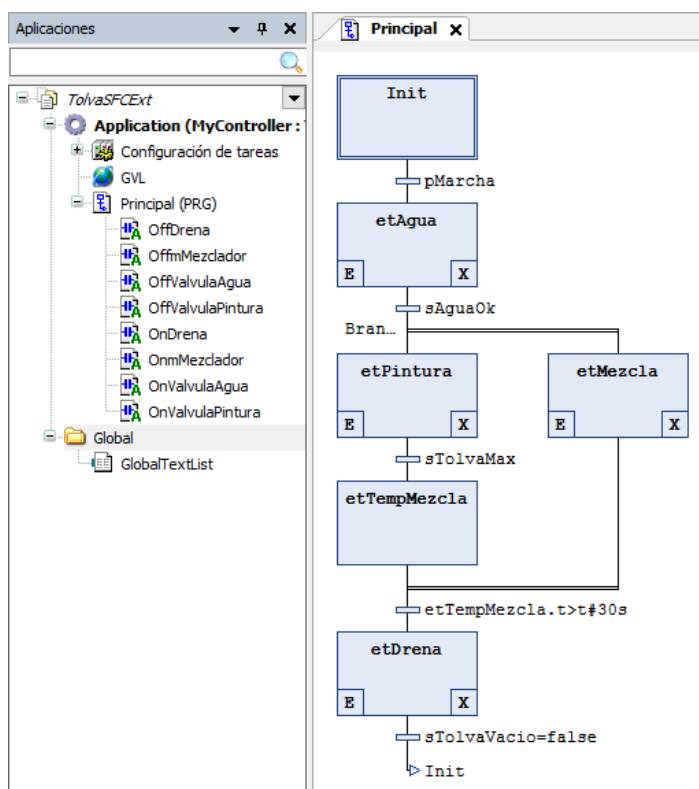 Aplicaciones
TolvaSFCExt
Application (MyController :
Configuración de tareas
GVL
Principal (PRG)
OffDrena
OffmMezclador
OffValvulaAgua
OffValvulaPintura
OnDrena
OnmMezclador
OnValvulaAgua
OnValvulaPintura
Global
GlobalTextList
Principal
Init
pMarcha
etAgua
E X
sAguaOk
Bran...
etPintura etMezcla
E X E X
sTolvaMax
etTempMezcla
etTempMezcla.t>t#30s
etDrena
E X
sTolvaVacio=false
Init